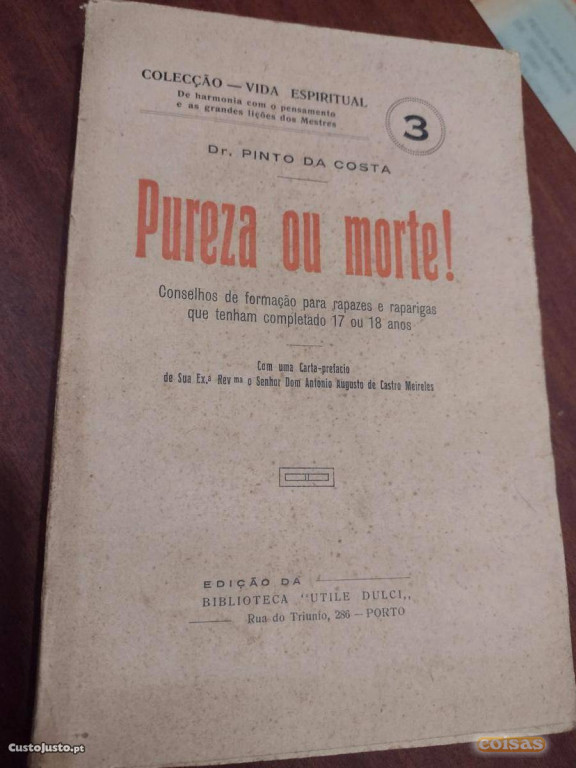 COLECÇÃO — VIDA ESPIRITUAL
De harmonia com o pensamento
e as grandes lições dos Mestres
3
Dr. PINTO DA COSTA
Pureza ou morte!
Conselhos de formação para rapazes e raparigas
que tenham completado 17 ou 18 anos
Com uma Carta-prefacio
de Sua Ex.ª Rev ma o Senhor Dom António Augusto de Castro Meireles
EDIÇÃO DA
BIBLIOTECA "UTILE DULCI,,
Rua do Triunfo, 286 — PORTO
CustoJusto.pt
coisas